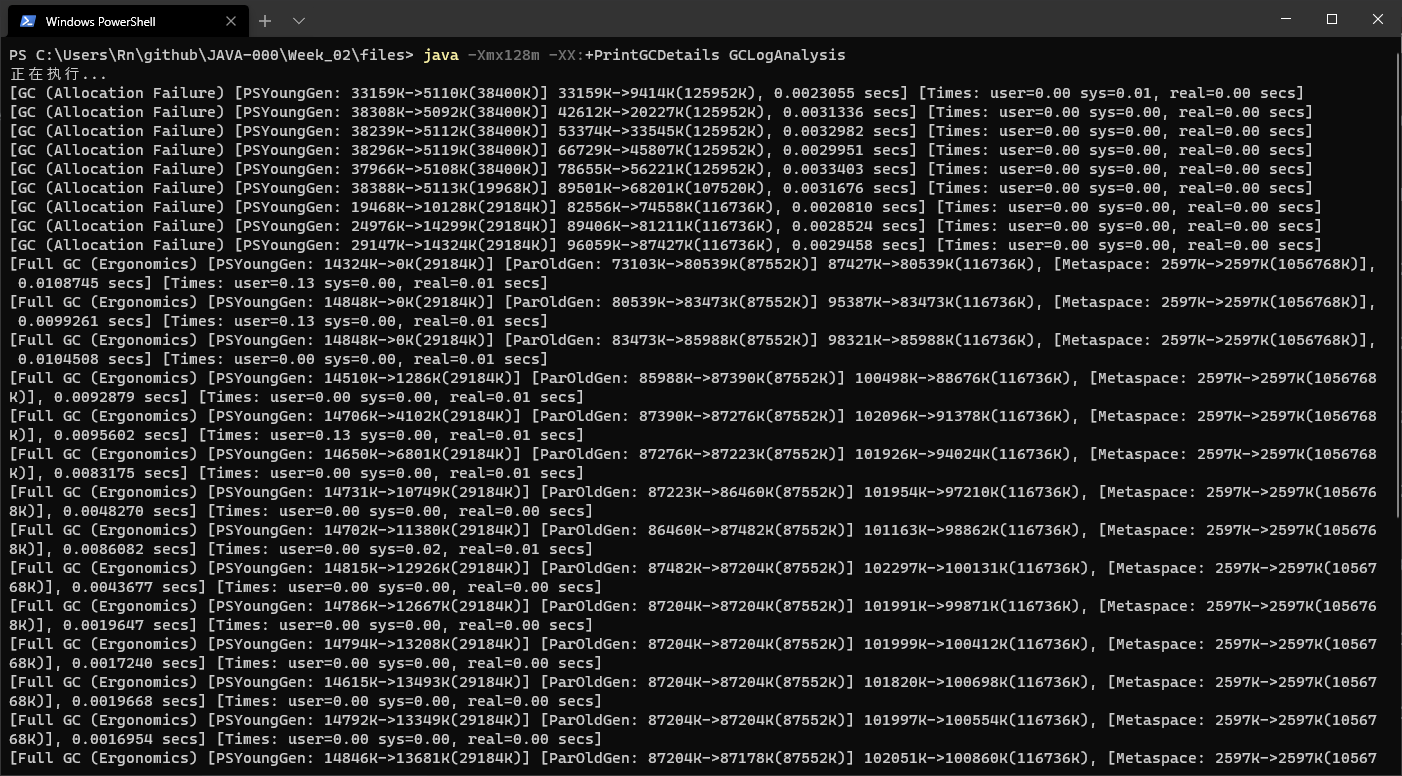 Windows PowerShell
PS C:\Users\Rn\github\JAVA-000\Week_02\files> java -Xmx128m -XX:+PrintGCDetails GCLogAnalysis
正在执行...
[GC (Allocation Failure) [PSYoungGen: 33159K->5110K(38400K)] 33159K->9414K(125952K), 0.0023055 secs] [Times: user=0.00 sys=0.01, real=0.00 secs]
[GC (Allocation Failure) [PSYoungGen: 38308K->5092K(38400K)] 42612K->20227K(125952K), 0.0031336 secs] [Times: user=0.00 sys=0.00, real=0.00 secs]
[GC (Allocation Failure) [PSYoungGen: 38239K->5112K(38400K)] 53374K->33545K(125952K), 0.0032982 secs] [Times: user=0.00 sys=0.00, real=0.00 secs]
[GC (Allocation Failure) [PSYoungGen: 38296K->5119K(38400K)] 66729K->45807K(125952K), 0.0029951 secs] [Times: user=0.00 sys=0.00, real=0.00 secs]
[GC (Allocation Failure) [PSYoungGen: 37966K->5108K(38400K)] 78655K->56221K(125952K), 0.0033403 secs] [Times: user=0.00 sys=0.00, real=0.00 secs]
[GC (Allocation Failure) [PSYoungGen: 38388K->5113K(19968K)] 89501K->68201K(107520K), 0.0031676 secs] [Times: user=0.00 sys=0.00, real=0.00 secs]
[GC (Allocation Failure) [PSYoungGen: 19468K->10128K(29184K)] 82556K->74558K(116736K), 0.0020810 secs] [Times: user=0.00 sys=0.00, real=0.00 secs]
[GC (Allocation Failure) [PSYoungGen: 24976K->14299K(29184K)] 89406K->81211K(116736K), 0.0028524 secs] [Times: user=0.00 sys=0.00, real=0.00 secs]
[GC (Allocation Failure) [PSYoungGen: 29147K->14324K(29184K)] 96059K->87427K(116736K), 0.0029458 secs] [Times: user=0.00 sys=0.00, real=0.00 secs]
[Full GC (Ergonomics) [PSYoungGen: 14324K->0K(29184K)] [ParOldGen: 73103K->80539K(87552K)] 87427K->80539K(116736K), [Metaspace: 2597K->2597K(1056768K)],
0.0108745 secs] [Times: user=0.13 sys=0.00, real=0.01 secs]
[Full GC (Ergonomics) [PSYoungGen: 14848K->0K(29184K)] [ParOldGen: 80539K->83473K(87552K)] 95387K->83473K(116736K), [Metaspace: 2597K->2597K(1056768K)],
0.0099261 secs] [Times: user=0.13 sys=0.00, real=0.01 secs]
[Full GC (Ergonomics) [PSYoungGen: 14848K->0K(29184K)] [ParOldGen: 83473K->85988K(87552K)] 98321K->85988K(116736K), [Metaspace: 2597K->2597K(1056768K)],
0.0104508 secs] [Times: user=0.00 sys=0.00, real=0.01 secs]
[Full GC (Ergonomics) [PSYoungGen: 14510K->1286K(29184K)] [ParOldGen: 85988K->87390K(87552K)] 100498K->88676K(116736K), [Metaspace: 2597K->2597K(1056768
K)], 0.0092879 secs] [Times: user=0.00 sys=0.00, real=0.01 secs]
[Full GC (Ergonomics) [PSYoungGen: 14706K->4102K(29184K)] [ParOldGen: 87390K->87276K(87552K)] 102096K->91378K(116736K), [Metaspace: 2597K->2597K(1056768
K)], 0.0095602 secs] [Times: user=0.13 sys=0.00, real=0.01 secs]
[Full GC (Ergonomics) [PSYoungGen: 14650K->6801K(29184K)] [ParOldGen: 87276K->87223K(87552K)] 101926K->94024K(116736K), [Metaspace: 2597K->2597K(1056768
K)], 0.0083175 secs] [Times: user=0.00 sys=0.00, real=0.01 secs]
[Full GC (Ergonomics) [PSYoungGen: 14731K->10749K(29184K)] [ParOldGen: 87223K->86460K(87552K)] 101954K->97210K(116736K), [Metaspace: 2597K->2597K(105676
8K)], 0.0048270 secs] [Times: user=0.00 sys=0.00, real=0.00 secs]
[Full GC (Ergonomics) [PSYoungGen: 14702K->11380K(29184K)] [ParOldGen: 86460K->87482K(87552K)] 101163K->98862K(116736K), [Metaspace: 2597K->2597K(105676
8K)], 0.0086082 secs] [Times: user=0.00 sys=0.02, real=0.01 secs]
[Full GC (Ergonomics) [PSYoungGen: 14815K->12926K(29184K)] [ParOldGen: 87482K->87204K(87552K)] 102297K->100131K(116736K), [Metaspace: 2597K->2597K(10567
68K)], 0.0043677 secs] [Times: user=0.00 sys=0.00, real=0.00 secs]
[Full GC (Ergonomics) [PSYoungGen: 14786K->12667K(29184K)] [ParOldGen: 87204K->87204K(87552K)] 101991K->99871K(116736K), [Metaspace: 2597K->2597K(105676
8K)], 0.0019647 secs] [Times: user=0.00 sys=0.00, real=0.00 secs]
[Full GC (Ergonomics) [PSYoungGen: 14794K->13208K(29184K)] [ParOldGen: 87204K->87204K(87552K)] 101999K->100412K(116736K), [Metaspace: 2597K->2597K(10567
68K)], 0.0017240 secs] [Times: user=0.00 sys=0.00, real=0.00 secs]
[Full GC (Ergonomics) [PSYoungGen: 14615K->13493K(29184K)] [ParOldGen: 87204K->87204K(87552K)] 101820K->100698K(116736K), [Metaspace: 2597K->2597K(10567
68K)], 0.0019668 secs] [Times: user=0.00 sys=0.00, real=0.00 secs]
[Full GC (Ergonomics) [PSYoungGen: 14792K->13349K(29184K)] [ParOldGen: 87204K->87204K(87552K)] 101997K->100554K(116736K), [Metaspace: 2597K->2597K(10567
68K)], 0.0016954 secs] [Times: user=0.00 sys=0.00, real=0.00 secs]
[Full GC (Ergonomics) [PSYoungGen: 14846K->13681K(29184K)] [ParOldGen: 87204K->87178K(87552K)] 102051K->100860K(116736K), [Metaspace: 2597K->2597K(10567